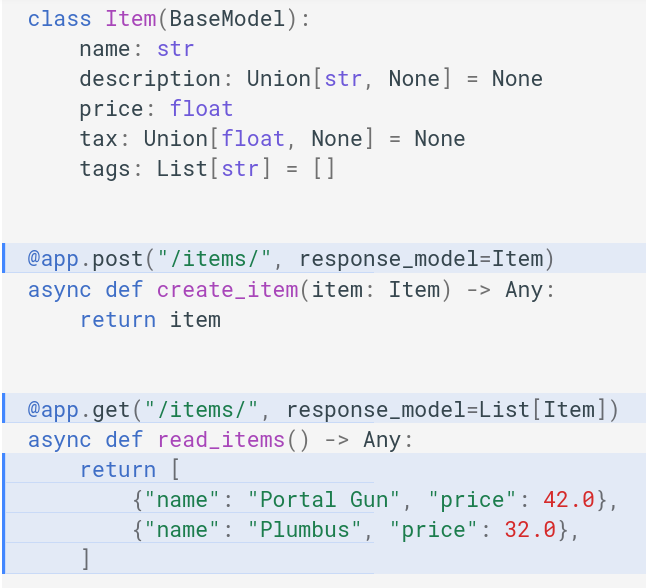 class Item(BaseModel):
    name: str
    description: Union[str, None] = None
    price: float
    tax: Union[float, None] = None
    tags: List[str] = []
@app.post("/items/", response_model=Item)
async def create_item(item: Item) -> Any:
    return item
@app.get("/items/", response_model=List[Item])
async def read_items() -> Any:
    return [
        {"name": "Portal Gun", "price": 42.0},
        {"name": "Plumbus", "price": 32.0},
    ]